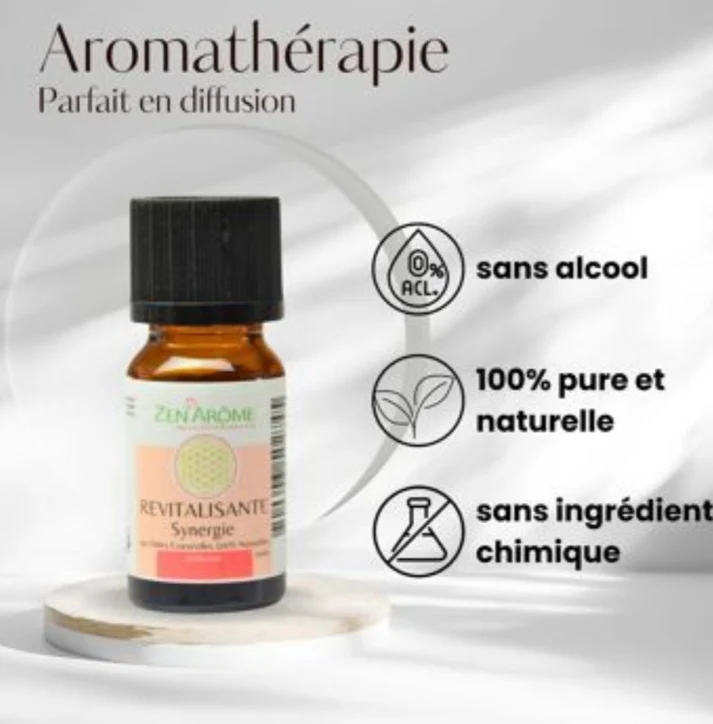 Aromathérapie
Parfait en diffusion
0%
ACL.
sans alcool
100% pure et
naturelle
sans ingrédient
chimique
ZEN'ARÔME
REVITALISANTE
Synergie